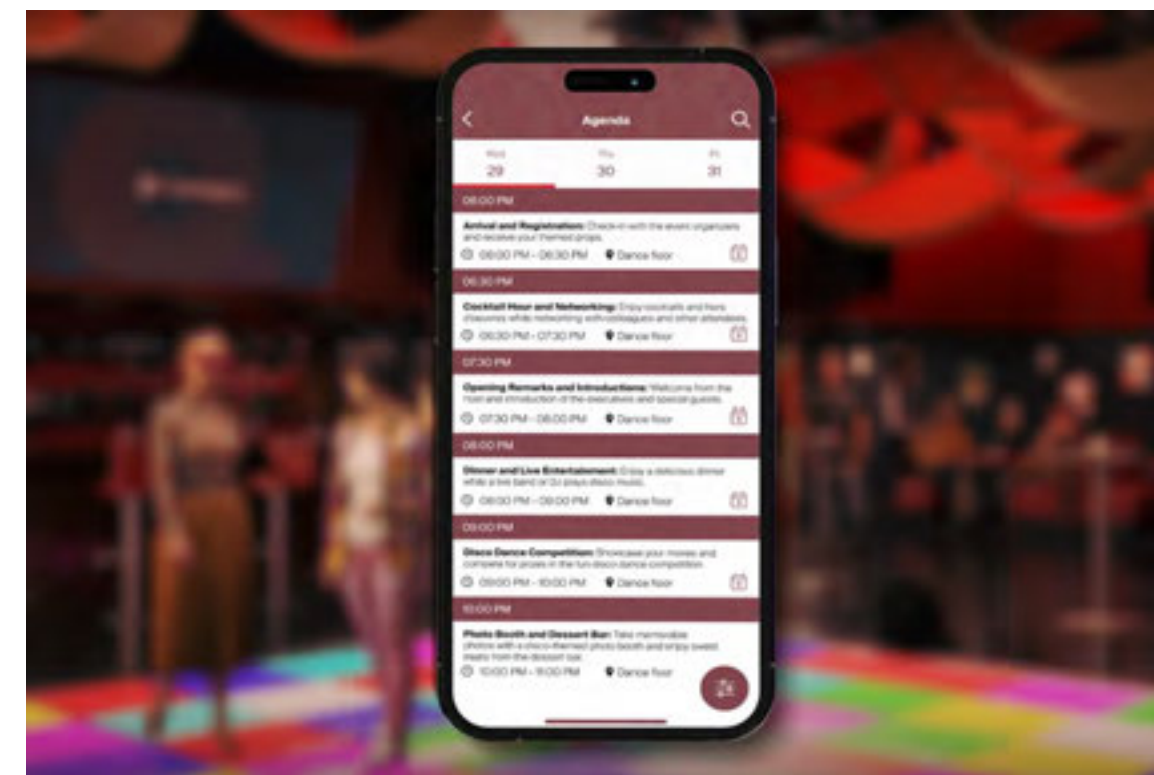 Agenda
Wed
Thu
Fri
29
30
31
06:00 PM
Arrival and Registration: Check-in with the event organizers
and receive your themed props.
06:00 PM - 06:30 PM
Dance floor
06:30 PM
Cocktail Hour and Networking: Enjoy cocktails and hors
d'oeuvres while networking with colleagues and other attendees.
06:30 PM - 07:30 PM
Dance floor
07:30 PM
Opening Remarks and Introductions: Welcome from the
host and introduction of the executives and special guests.
07:30 PM - 08:00 PM
Dance floor
08:00 PM
Dinner and Live Entertainment: Enjoy a delicious dinner
while a live band or DJ plays disco music.
08:00 PM - 09:00 PM
Dance floor
09:00 PM
Disco Dance Competition: Showcase your moves and
compete for prizes in the fun disco dance competition.
09:00 PM - 10:00 PM
Dance floor
10:00 PM
Photo Booth and Dessert Bar: Take memorable
photos with a disco-themed photo booth and enjoy sweet
treats from the dessert bar.
10:00 PM - 11:00 PM
Dance floor